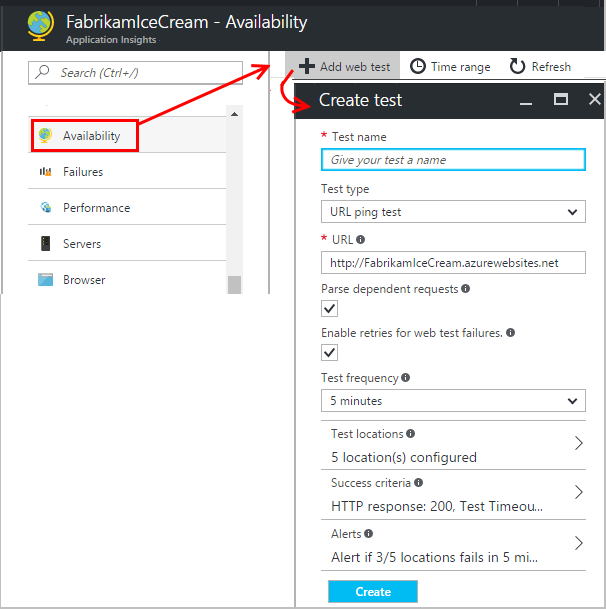 FabrikamIceCream - Availability
Application Insights
Search (Ctrl+/)
Availability
Failures
Performance
Servers
Browser
Add web test
Time range
Refresh
Create test
* Test name
Give your test a name
Test type
URL ping test
* URL
http://FabrikamIceCream.azurewebsites.net
Parse dependent requests
Enable retries for web test failures.
Test frequency
5 minutes
Test locations
5 location(s) configured
Success criteria
HTTP response: 200, Test Timeou...
Alerts
Alert if 3/5 locations fails in 5 mi...
Create